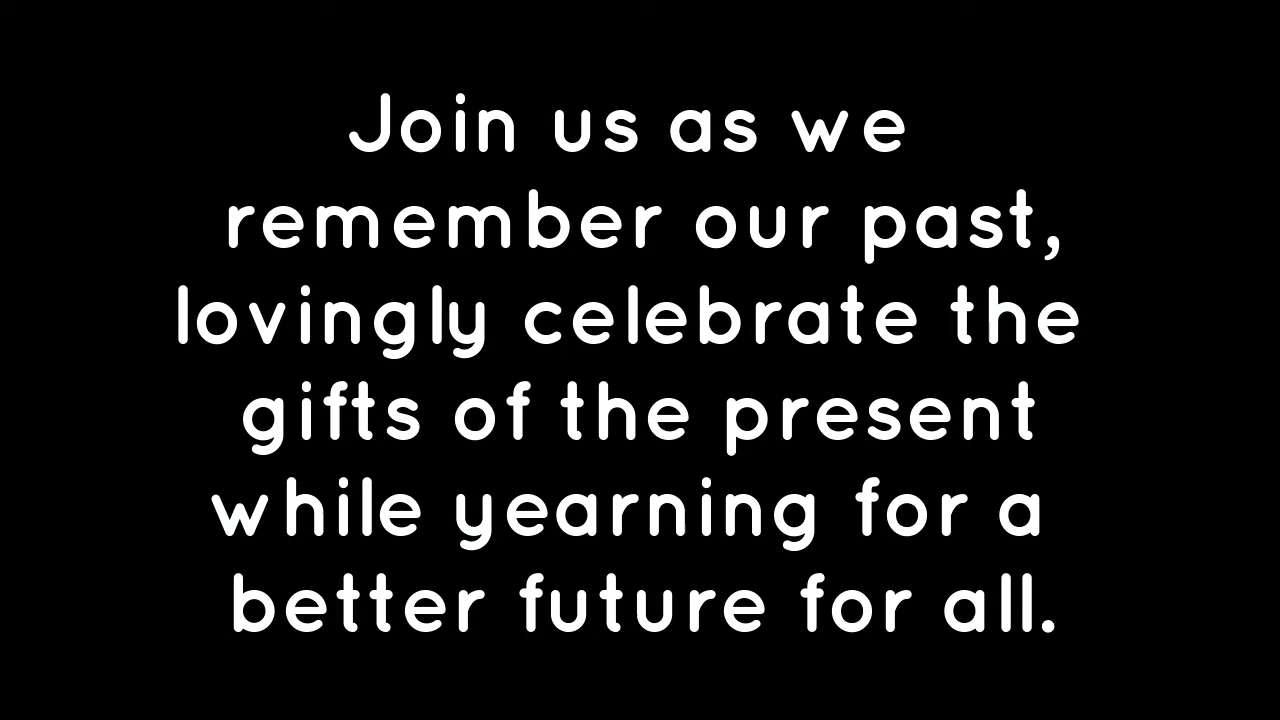 Join us as we
remember our past,
lovingly celebrate the
gifts of the present
while yearning for a
better future for all.